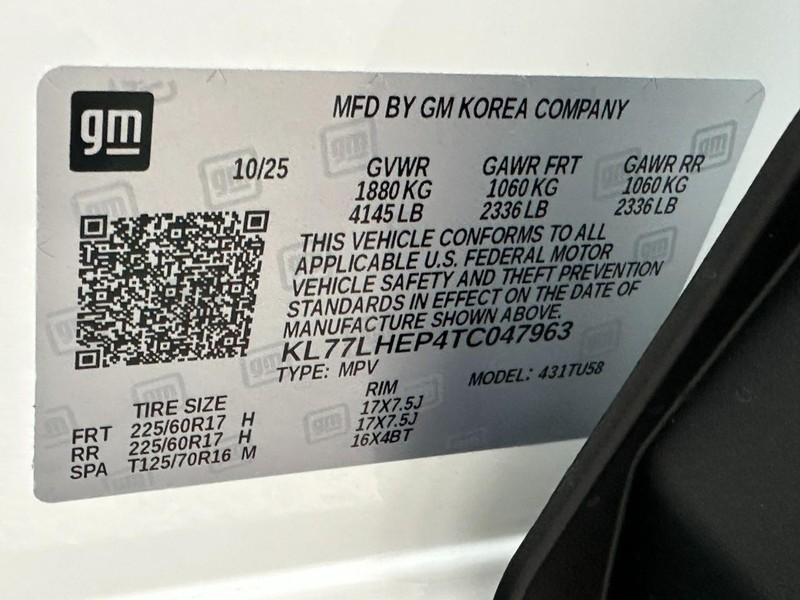 gm
MFD BY GM KOREA COMPANY
10/25 GVWR GAWR FRT GAWR RR
1880 KG 1060 KG 1060 KG
4145 LB 2336 LB 2336 LB
THIS VEHICLE CONFORMS TO ALL
APPLICABLE U.S. FEDERAL MOTOR
VEHICLE SAFETY AND THEFT PREVENTION
STANDARDS IN EFFECT ON THE DATE OF
MANUFACTURE SHOWN ABOVE.
KL77LHEP4TC047963
TYPE: MPV MODEL: 431TU58
TIRE SIZE RIM
FRT 225/60R17 H 17X7.5J
RR 225/60R17 H 17X7.5J
SPA T125/70R16 M 16X4BT